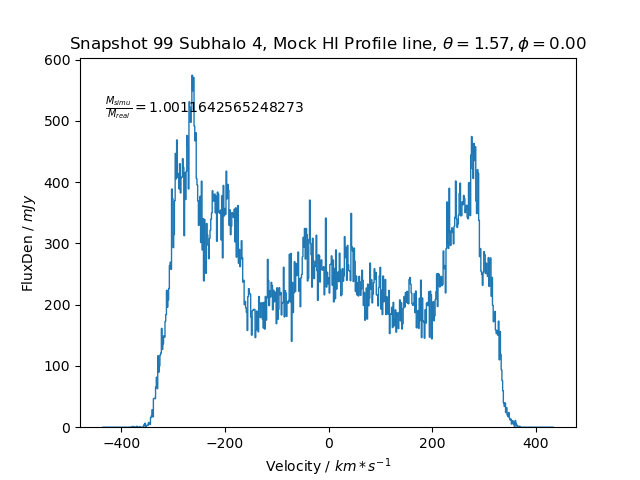 Snapshot 99 Subhalo 4, Mock HI Profile line, θ = 1.57, ϕ = 0.00
M_simu/M_real = 1.0011642565248273
FluxDen / mJy
600
500
400
300
200
100
0
−400 −200 0 200 400
Velocity / km * s⁻¹